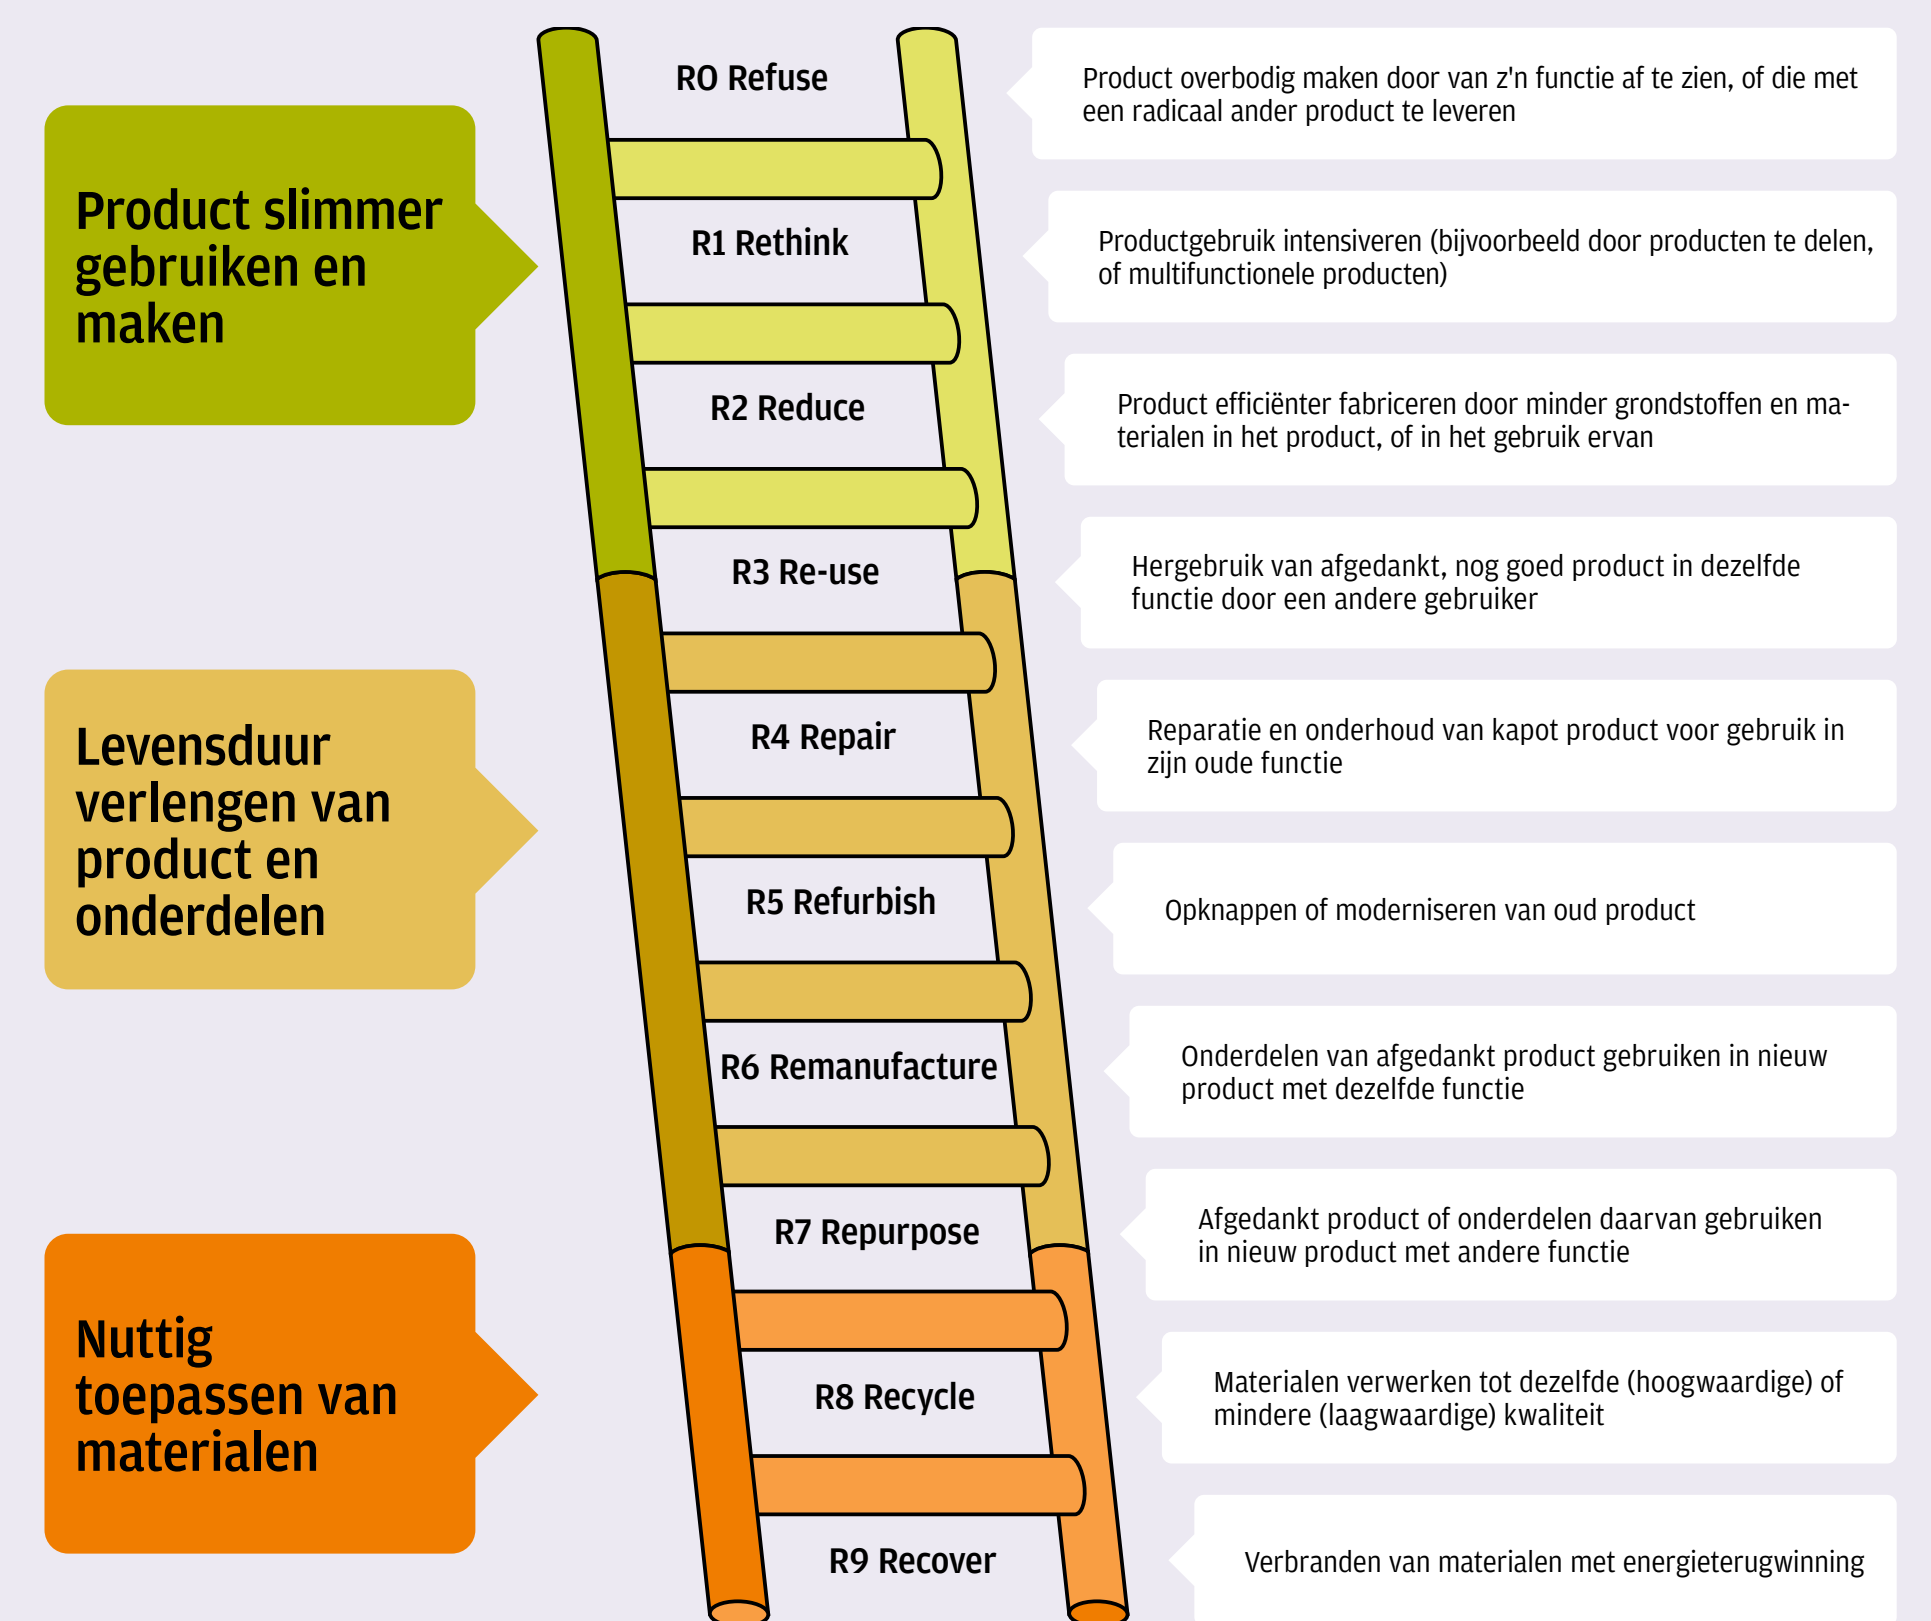 Product slimmer
gebruiken en
maken
Levensduur
verlengen van
product en
onderdelen
Nuttig
toepassen van
materialen
R0 Refuse
Product overbodig maken door van z'n functie af te zien, of die met
een radicaal ander product te leveren
R1 Rethink
Productgebruik intensiveren (bijvoorbeeld door producten te delen,
of multifunctionele producten)
R2 Reduce
Product efficiënter fabriceren door minder grondstoffen en ma-
terialen in het product, of in het gebruik ervan
R3 Re-use
Hergebruik van afgedankt, nog goed product in dezelfde
functie door een andere gebruiker
R4 Repair
Reparatie en onderhoud van kapot product voor gebruik in
zijn oude functie
R5 Refurbish
Opknappen of moderniseren van oud product
R6 Remanufacture
Onderdelen van afgedankt product gebruiken in nieuw
product met dezelfde functie
R7 Repurpose
Afgedankt product of onderdelen daarvan gebruiken
in nieuw product met andere functie
R8 Recycle
Materialen verwerken tot dezelfde (hoogwaardige) of
mindere (laagwaardige) kwaliteit
R9 Recover
Verbranden van materialen met energieterugwinning